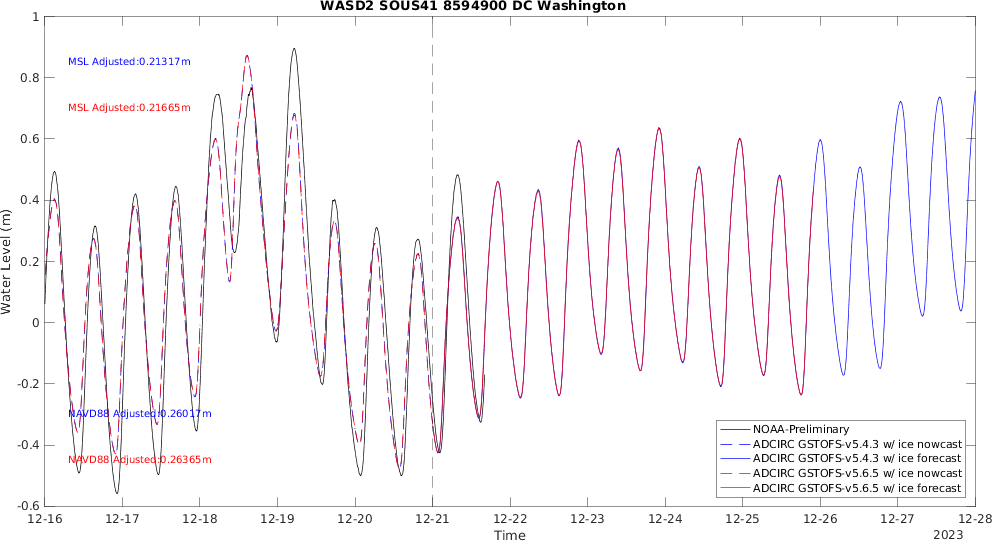 WASD2 SOUS41 8594900 DC Washington
1
0.8
0.6
0.4
0.2
0
-0.2
-0.4
-0.6
Water Level (m)
MSL Adjusted:0.21317m
MSL Adjusted:0.21665m
NAVD88 Adjusted:0.26017m
NAVD88 Adjusted:0.26365m
NOAA-Preliminary
ADCIRC GSTOFS-v5.4.3 w/ ice nowcast
ADCIRC GSTOFS-v5.4.3 w/ ice forecast
ADCIRC GSTOFS-v5.6.5 w/ ice nowcast
ADCIRC GSTOFS-v5.6.5 w/ ice forecast
12-16 12-17 12-18 12-19 12-20 12-21 12-22 12-23 12-24 12-25 12-26 12-27 12-28
Time
2023